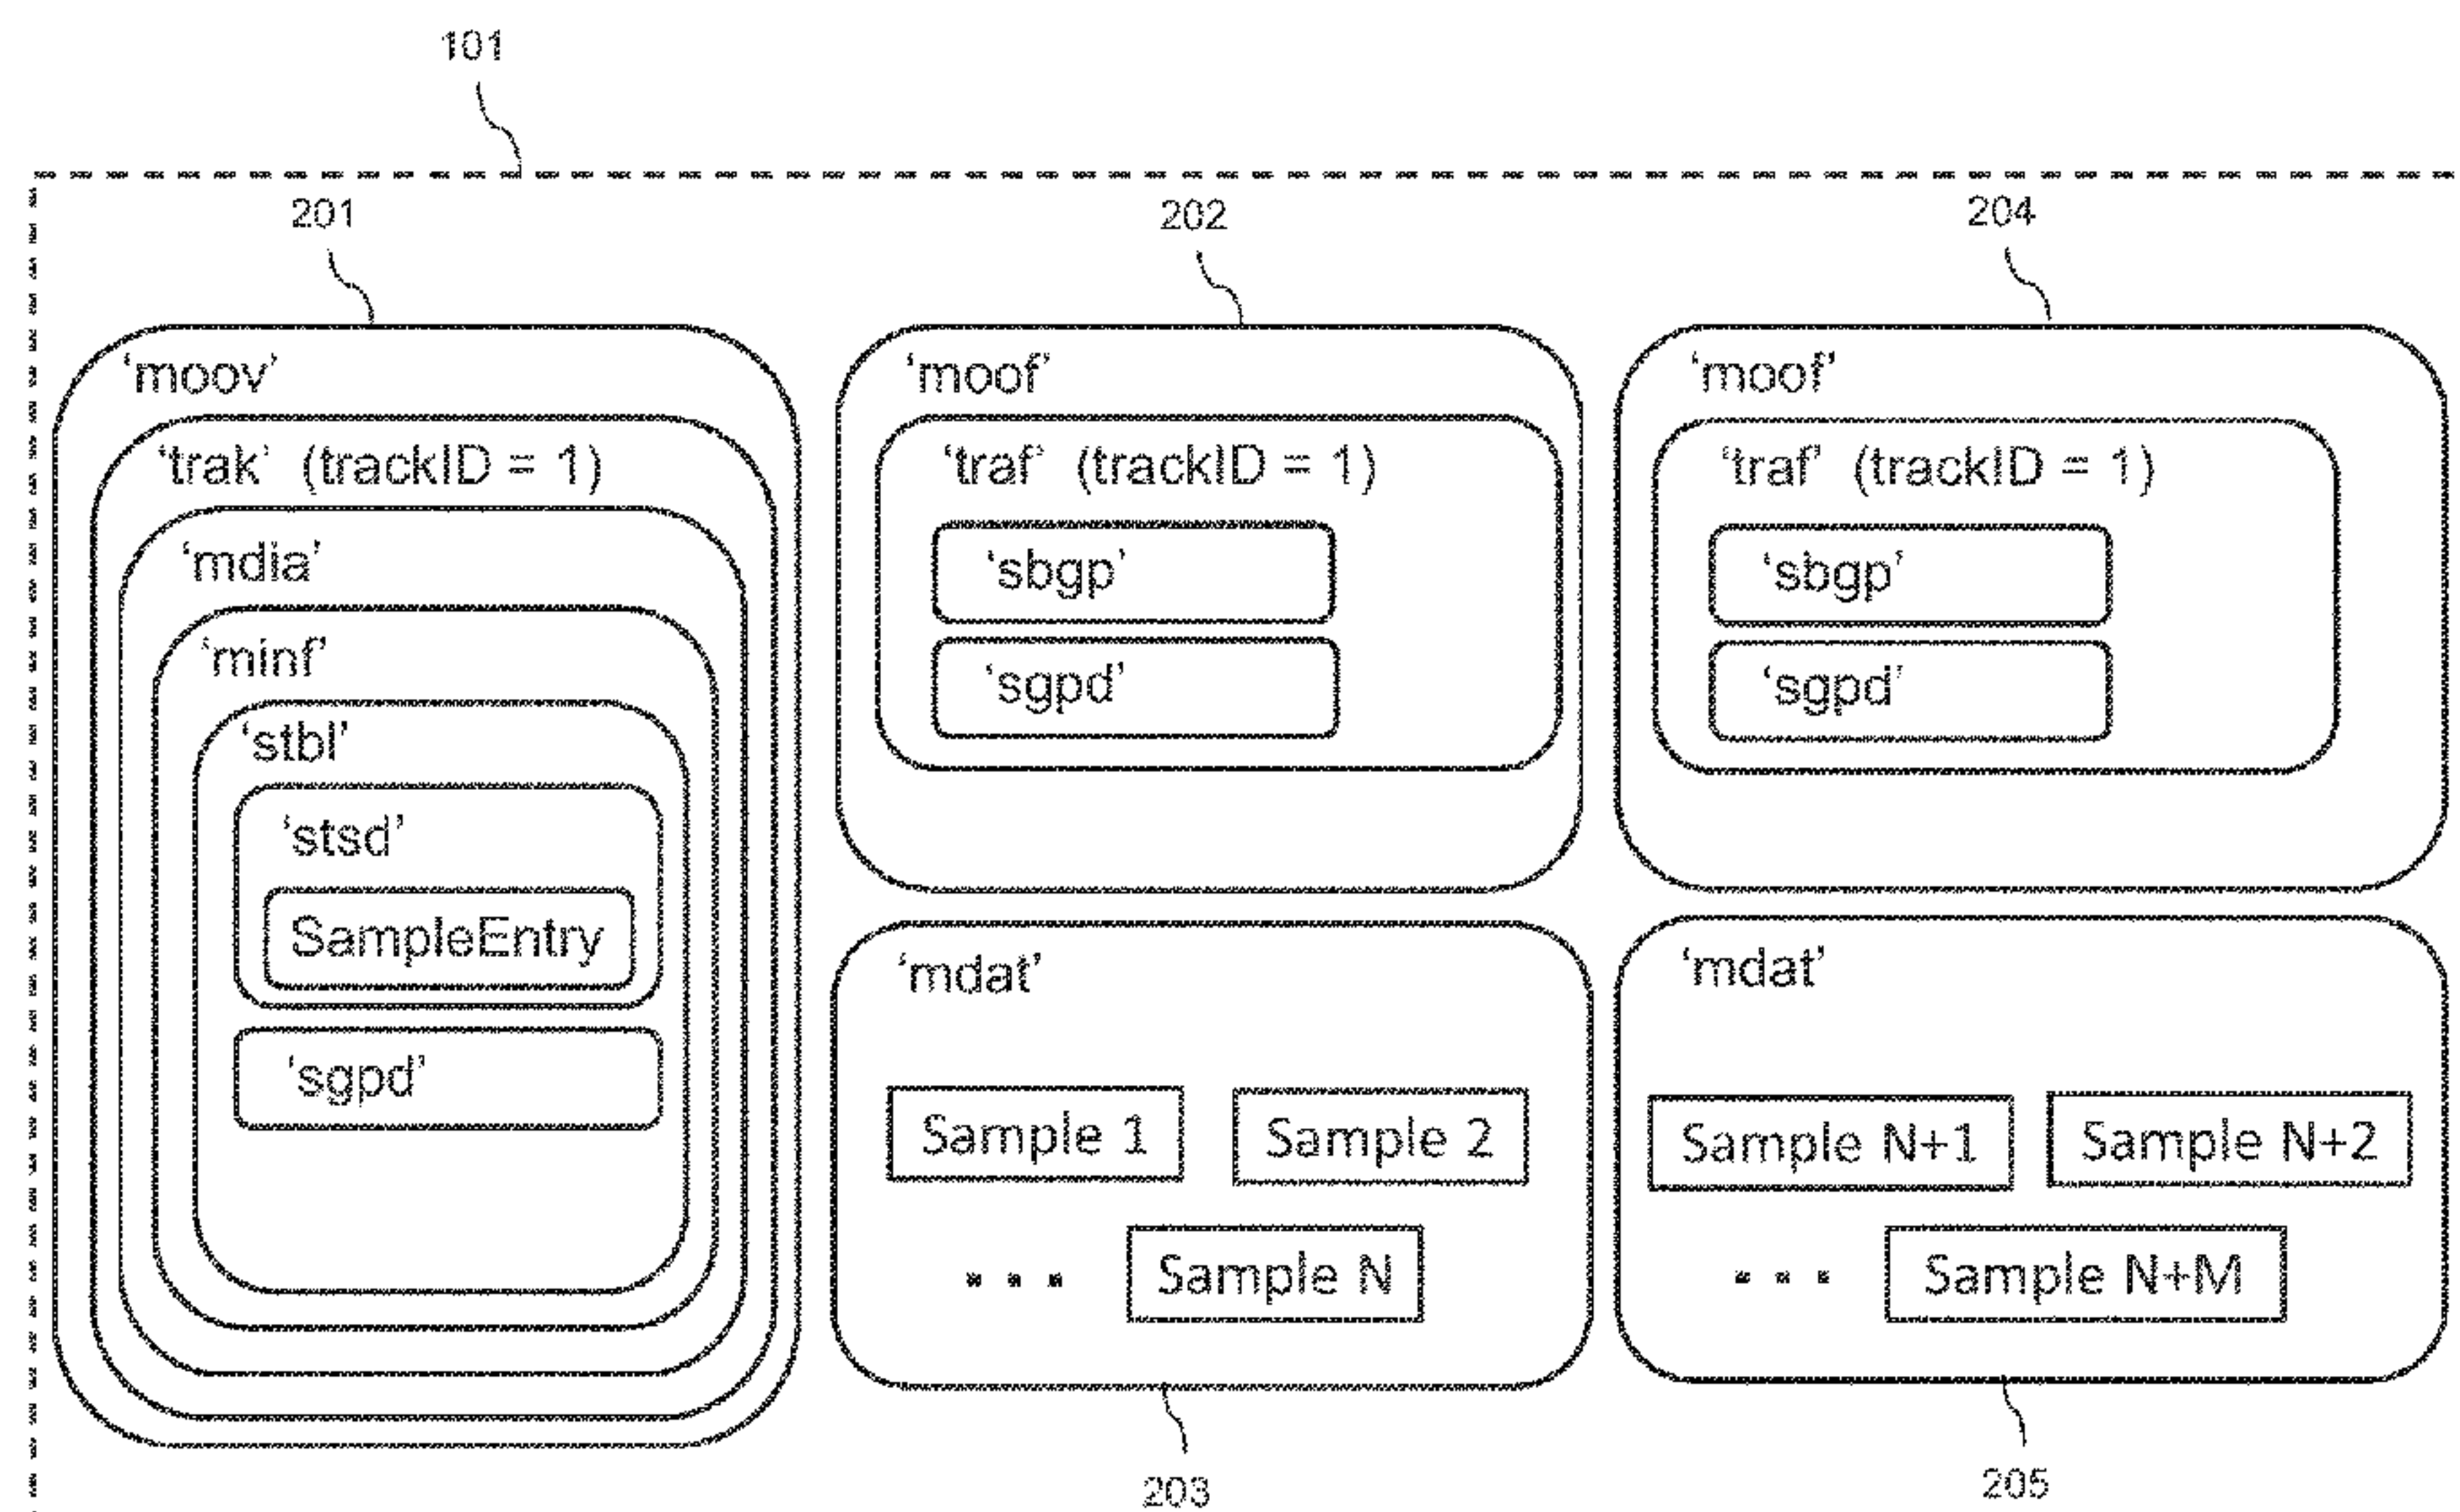 101
201
202
204
‘moov’
‘trak’ (trackID = 1)
‘mdia’
‘minf’
‘stbl’
‘stsd’
SampleEntry
‘sgpd’
‘moof’
‘traf’ (trackID = 1)
‘sbgp’
‘sgpd’
‘moof’
‘traf’ (trackID = 1)
‘sbgp’
‘sgpd’
‘mdat’
Sample 1 Sample 2
... Sample N
‘mdat’
Sample N+1 Sample N+2
... Sample N+M
203
205